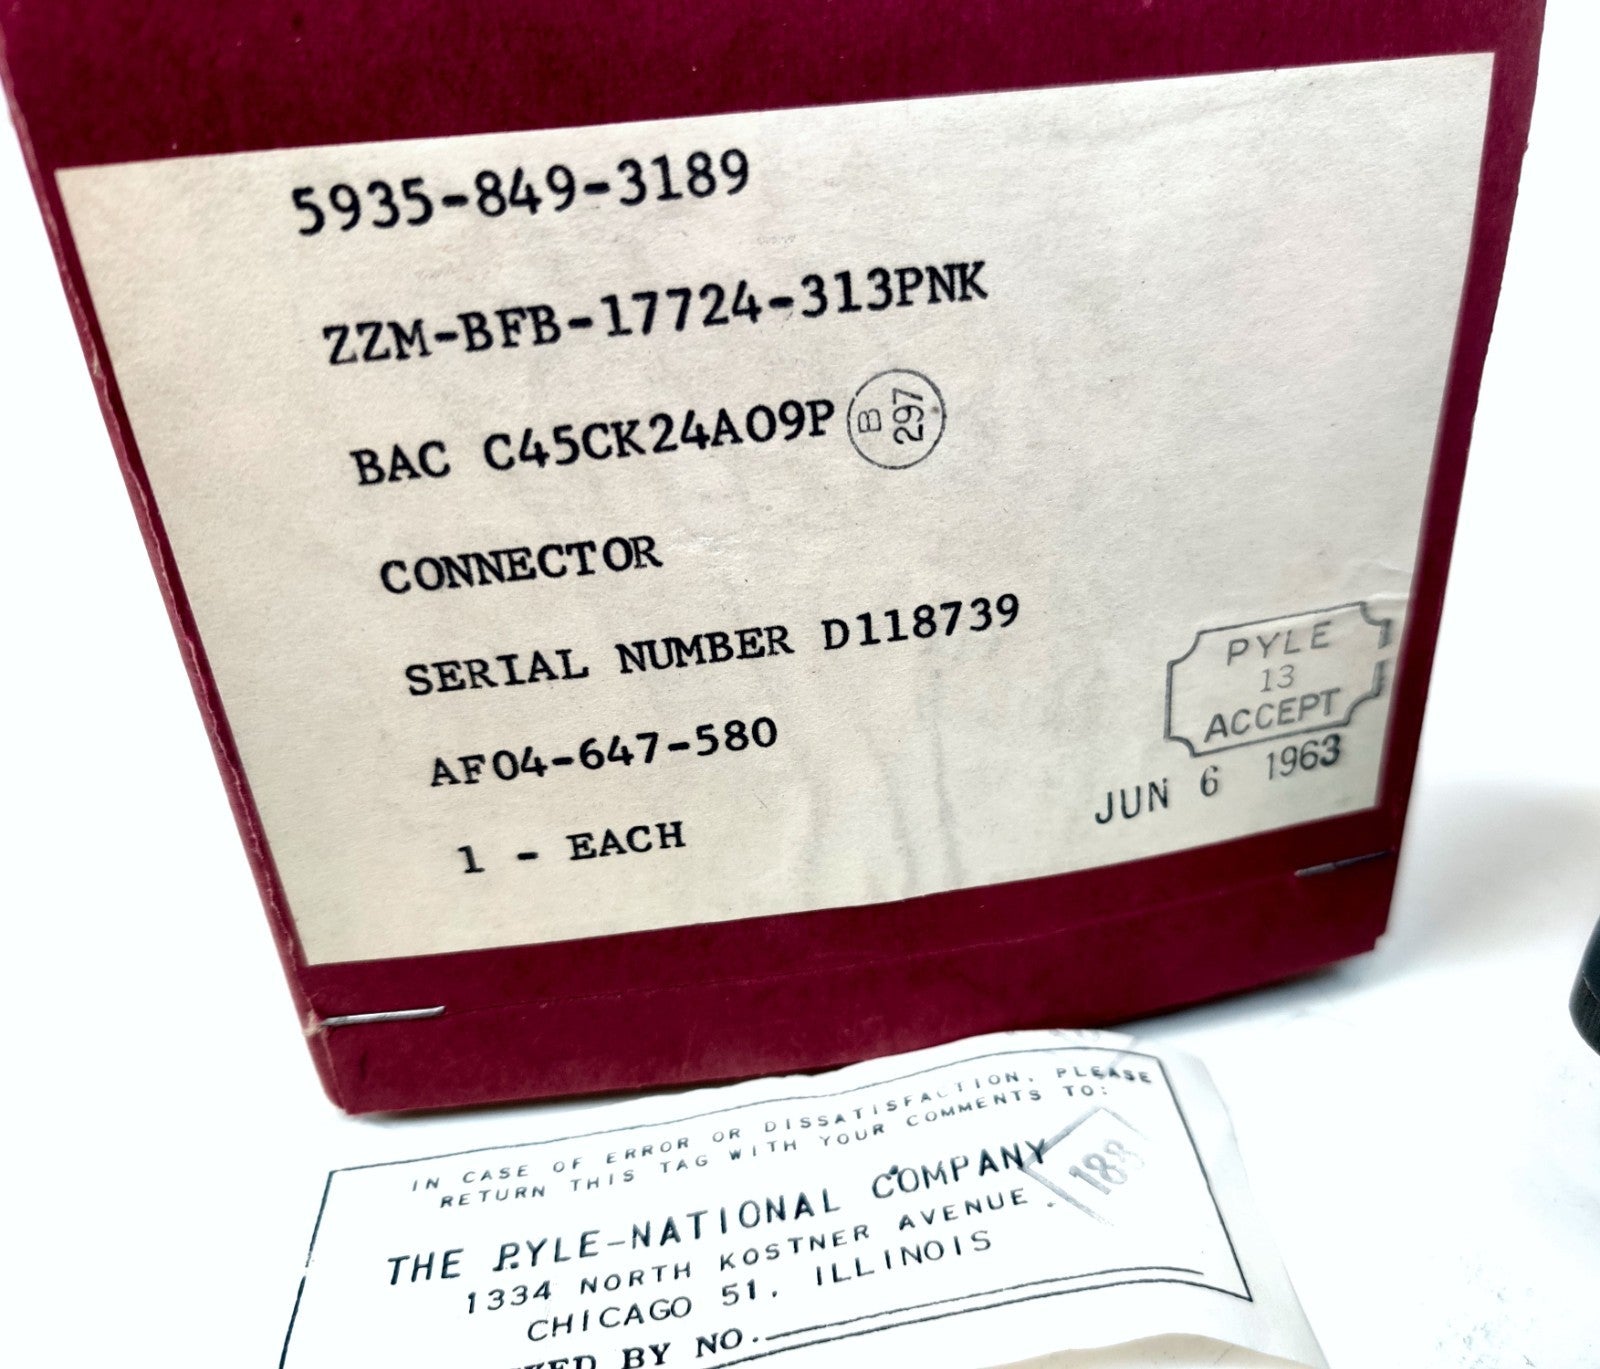 5935-849-3189
ZZM-BFB-17724-313PNK
BAC C45CK24A09P
B
297
CONNECTOR
SERIAL NUMBER D118739
AF04-647-580
1 - EACH
PYLE
13
ACCEPT
JUN 6 1963
IN CASE OF ERROR OR DISSATISFACTION, PLEASE
RETURN THIS TAG WITH YOUR COMMENTS TO:
THE PYLE-NATIONAL COMPANY
1334 NORTH KOSTNER AVENUE
CHICAGO 51, ILLINOIS
BY NO.